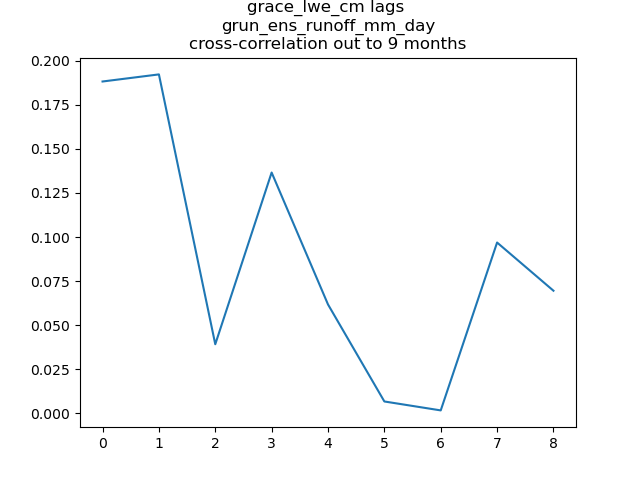 grace_lwe_cm lags
grun_ens_runoff_mm_day
cross-correlation out to 9 months
0.200
0.175
0.150
0.125
0.100
0.075
0.050
0.025
0.000
0 1 2 3 4 5 6 7 8